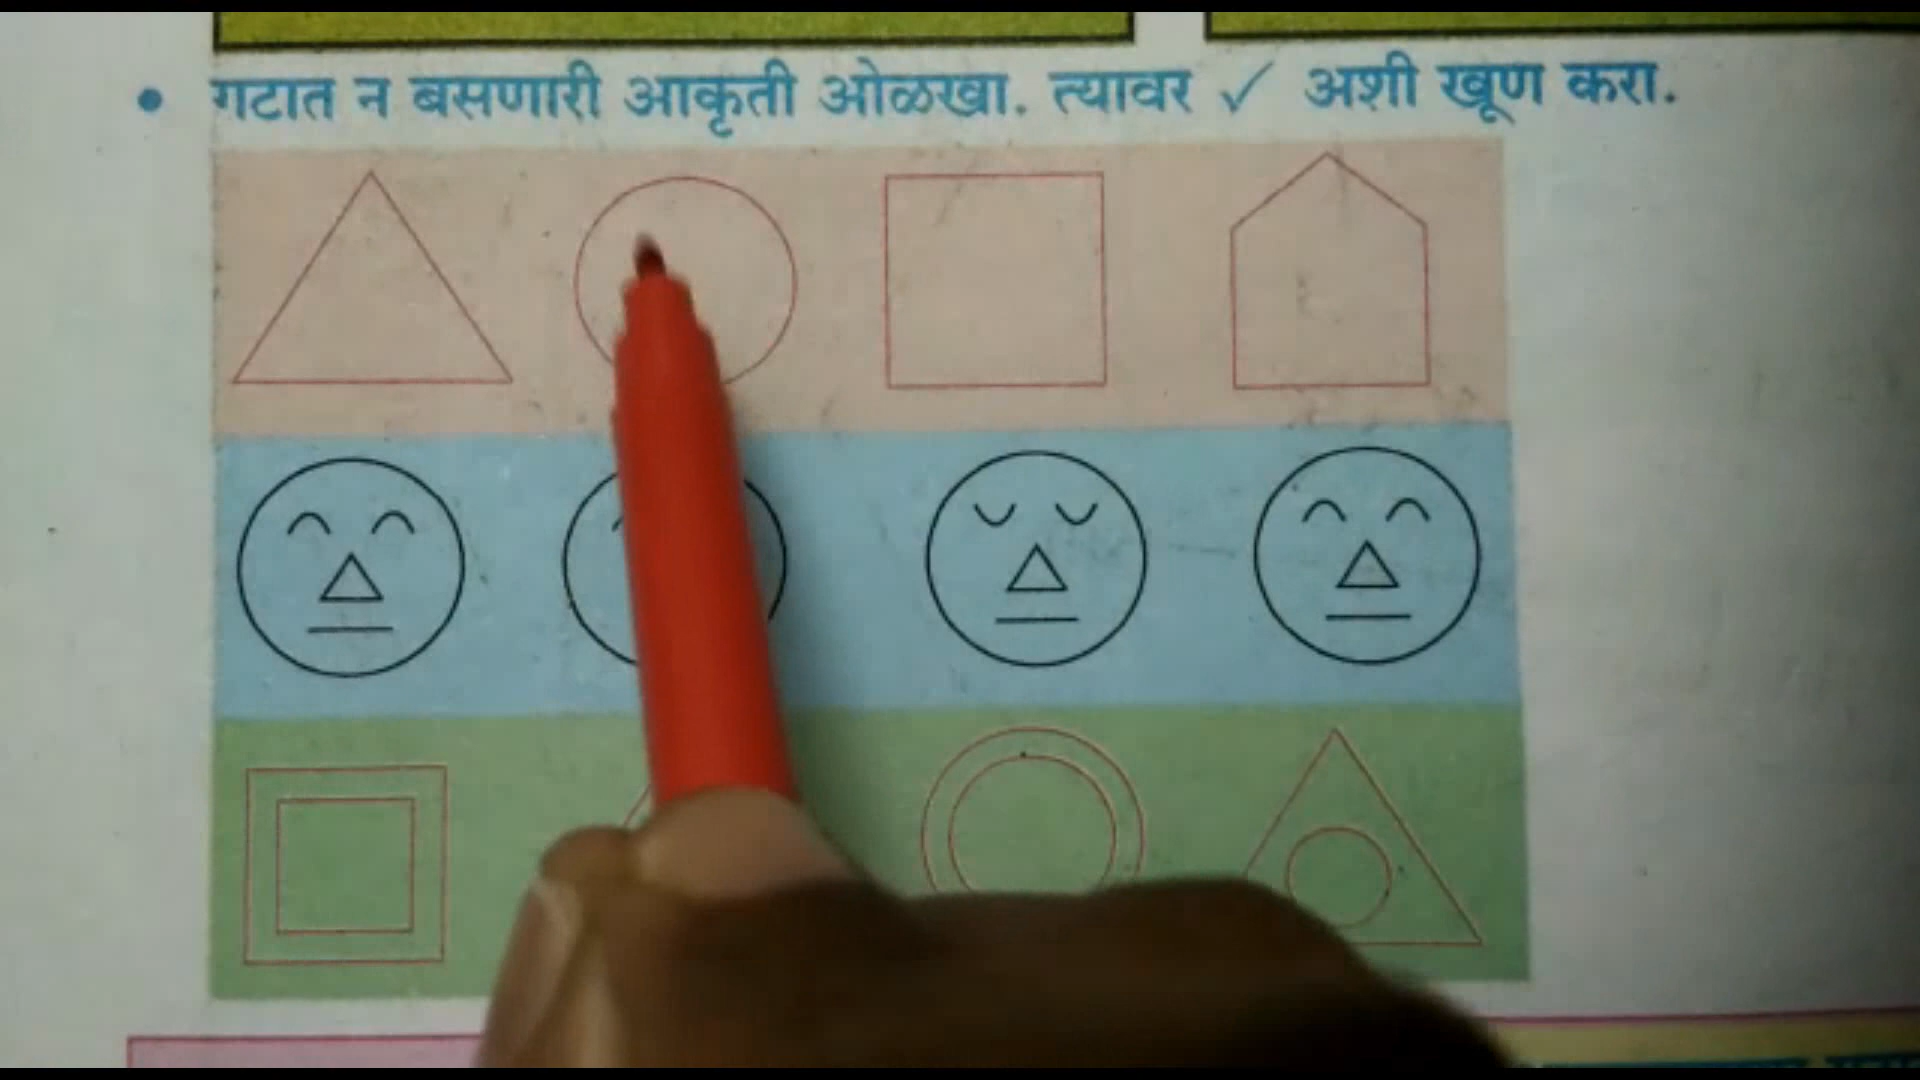 • गटात न बसणारी आकृती ओळखा. त्यावर ✓ अशी खूण करा.